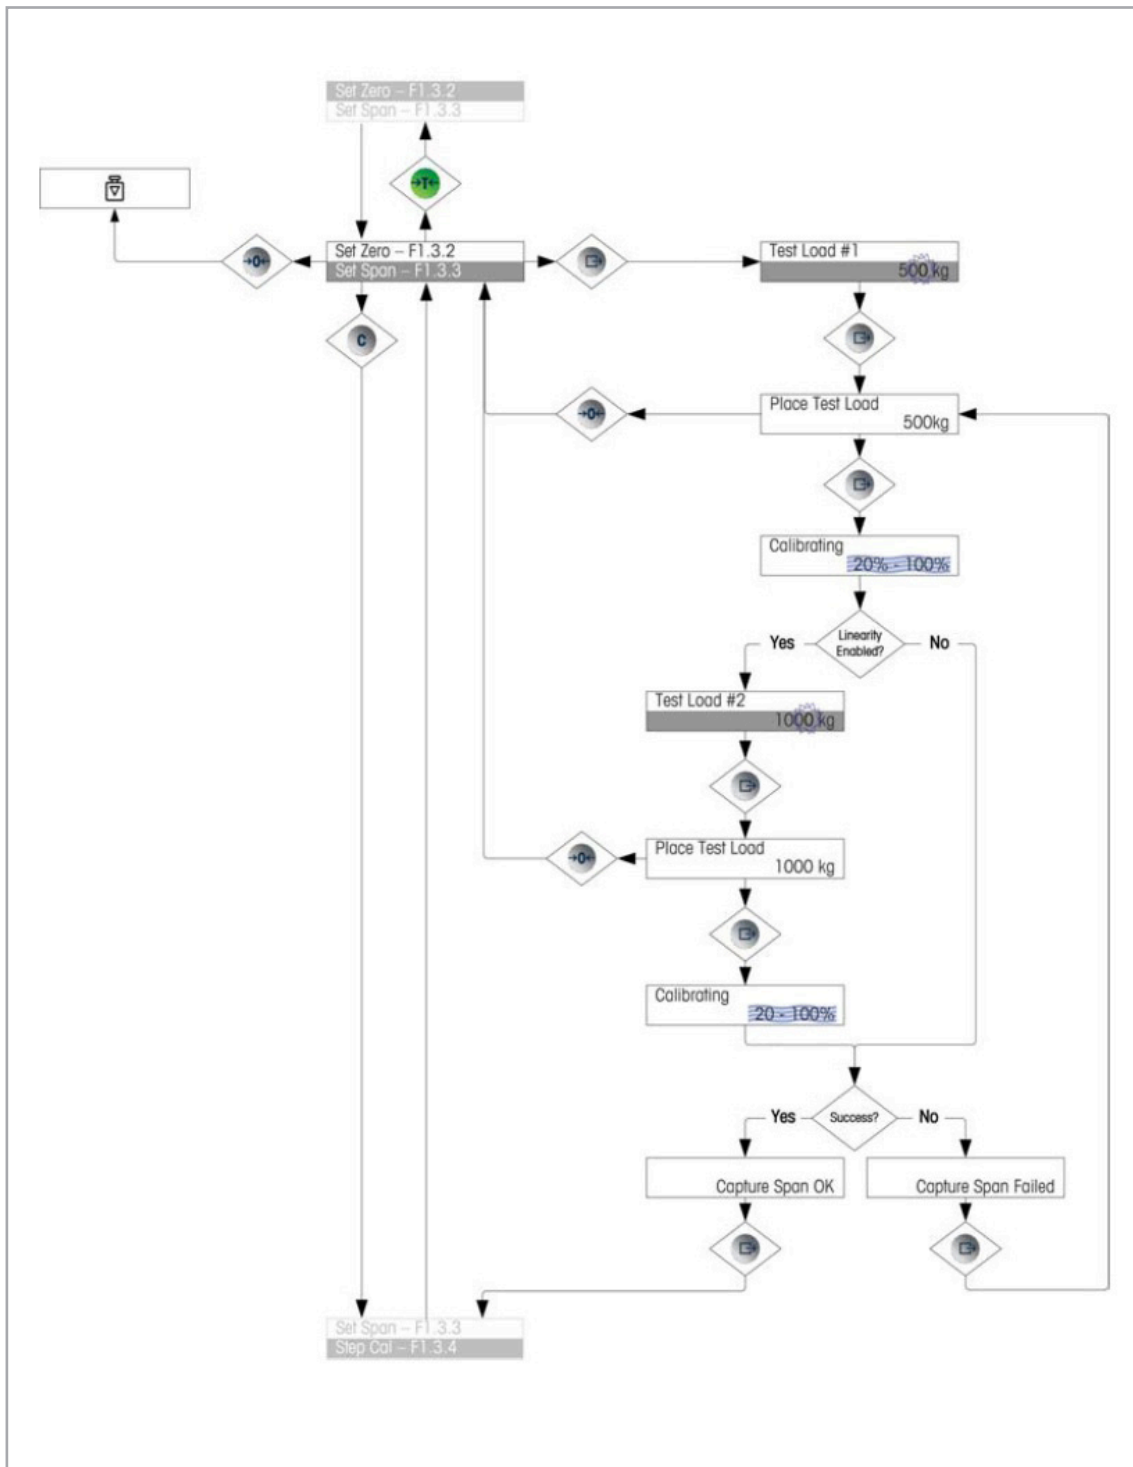 Set Zero – F1.3.2
Set Span – F1.3.3
→T←
→0←
Set Zero – F1.3.2
Set Span – F1.3.3
Test Load #1
500 kg
C
→0←
Place Test Load
500kg
Calibrating
20% - 100%
Yes
Linearity
Enabled?
No
Test Load #2
1000 kg
→0←
Place Test Load
1000 kg
Calibrating
20 - 100%
Yes
Success?
No
Capture Span OK
Capture Span Failed
Set Span – F1.3.3
Step Cal – F1.3.4